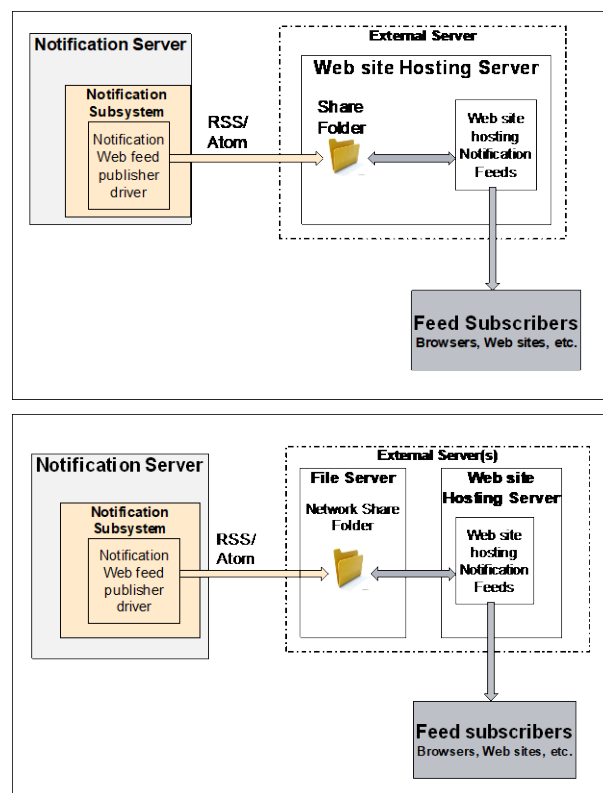 Notification Server
Notification
Subsystem
Notification
Web feed
publisher
driver
RSS/
Atom
External Server
Web site Hosting Server
Share
Folder
Web site
hosting
Notification
Feeds
Feed Subscribers
Browsers, Web sites, etc.
Notification Server
Notification
Subsystem
Notification
Web feed
publisher
driver
RSS/
Atom
External Server(s)
File Server
Network Share
Folder
Web site
Hosting Server
Web site
hosting
Notification
Feeds
Feed subscribers
Browsers, Web sites, etc.